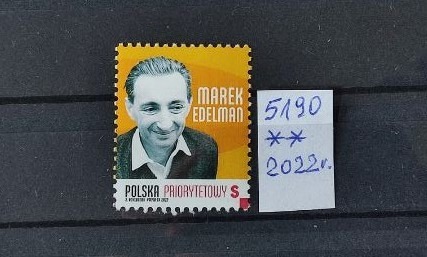 MAREK
EDELMAN
POLSKA PRIORYTETOWY S
5190
**
2022r.